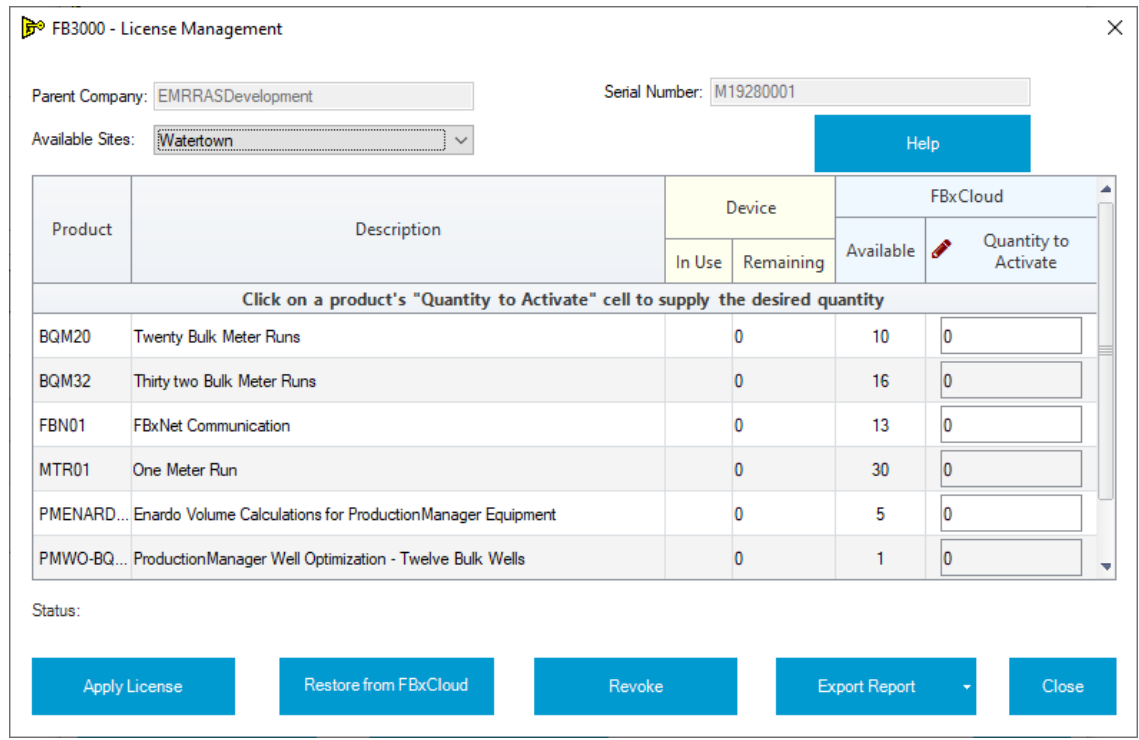 FB3000 - License Management
Parent Company: EMRRASDevelopment
Serial Number: M19280001
Available Sites: Watertown
Help
Product Description Device FBxCloud
In Use Remaining Available Quantity to Activate
Click on a product's "Quantity to Activate" cell to supply the desired quantity
BQM20 Twenty Bulk Meter Runs 0 10 0
BQM32 Thirty two Bulk Meter Runs 0 16 0
FBN01 FBxNet Communication 0 13 0
MTR01 One Meter Run 0 30 0
PMENARD... Enardo Volume Calculations for ProductionManager Equipment 0 5 0
PMWO-BQ... ProductionManager Well Optimization - Twelve Bulk Wells 0 1 0
Status:
Apply License Restore from FBxCloud Revoke Export Report Close